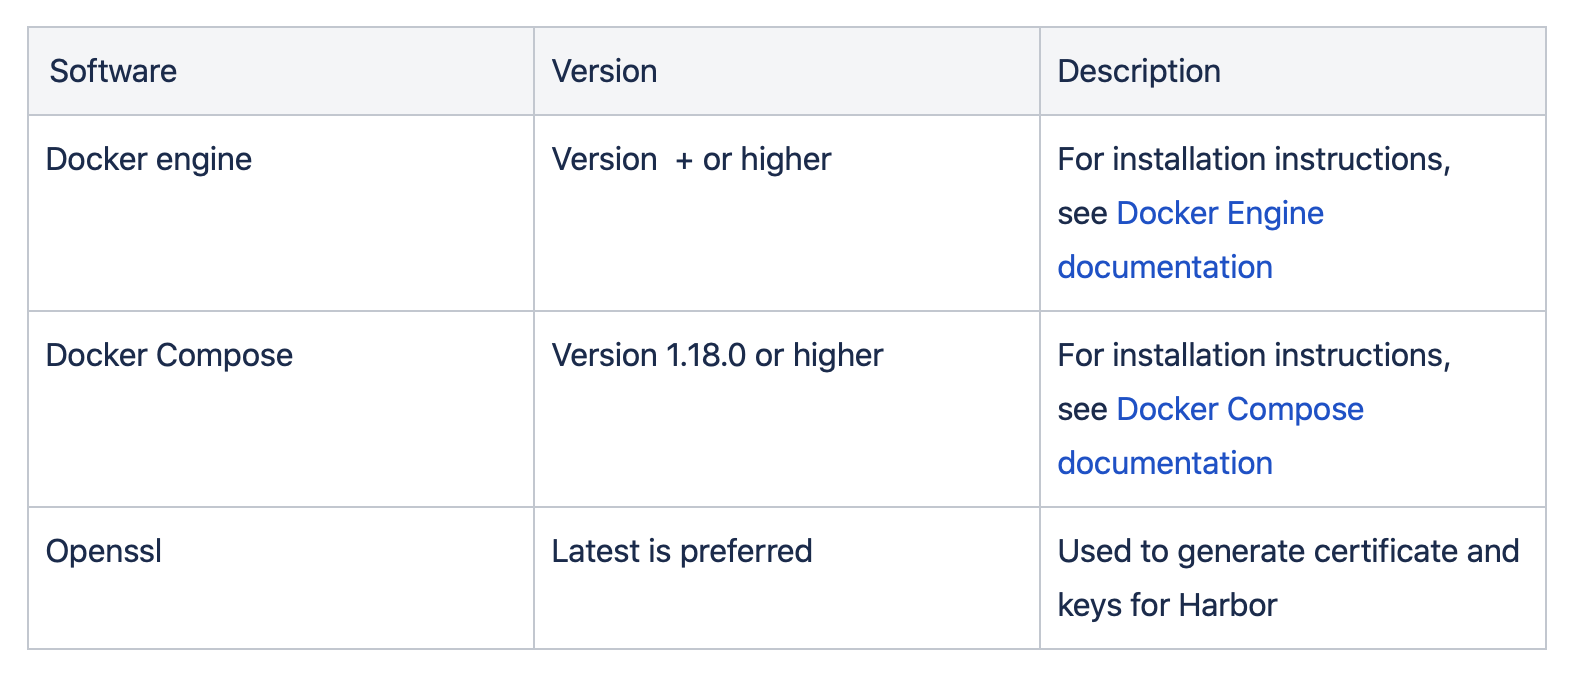 Software
Version
Description
Docker engine
Version  + or higher
For installation instructions,
see Docker Engine
documentation
Docker Compose
Version 1.18.0 or higher
For installation instructions,
see Docker Compose
documentation
Openssl
Latest is preferred
Used to generate certificate and
keys for Harbor